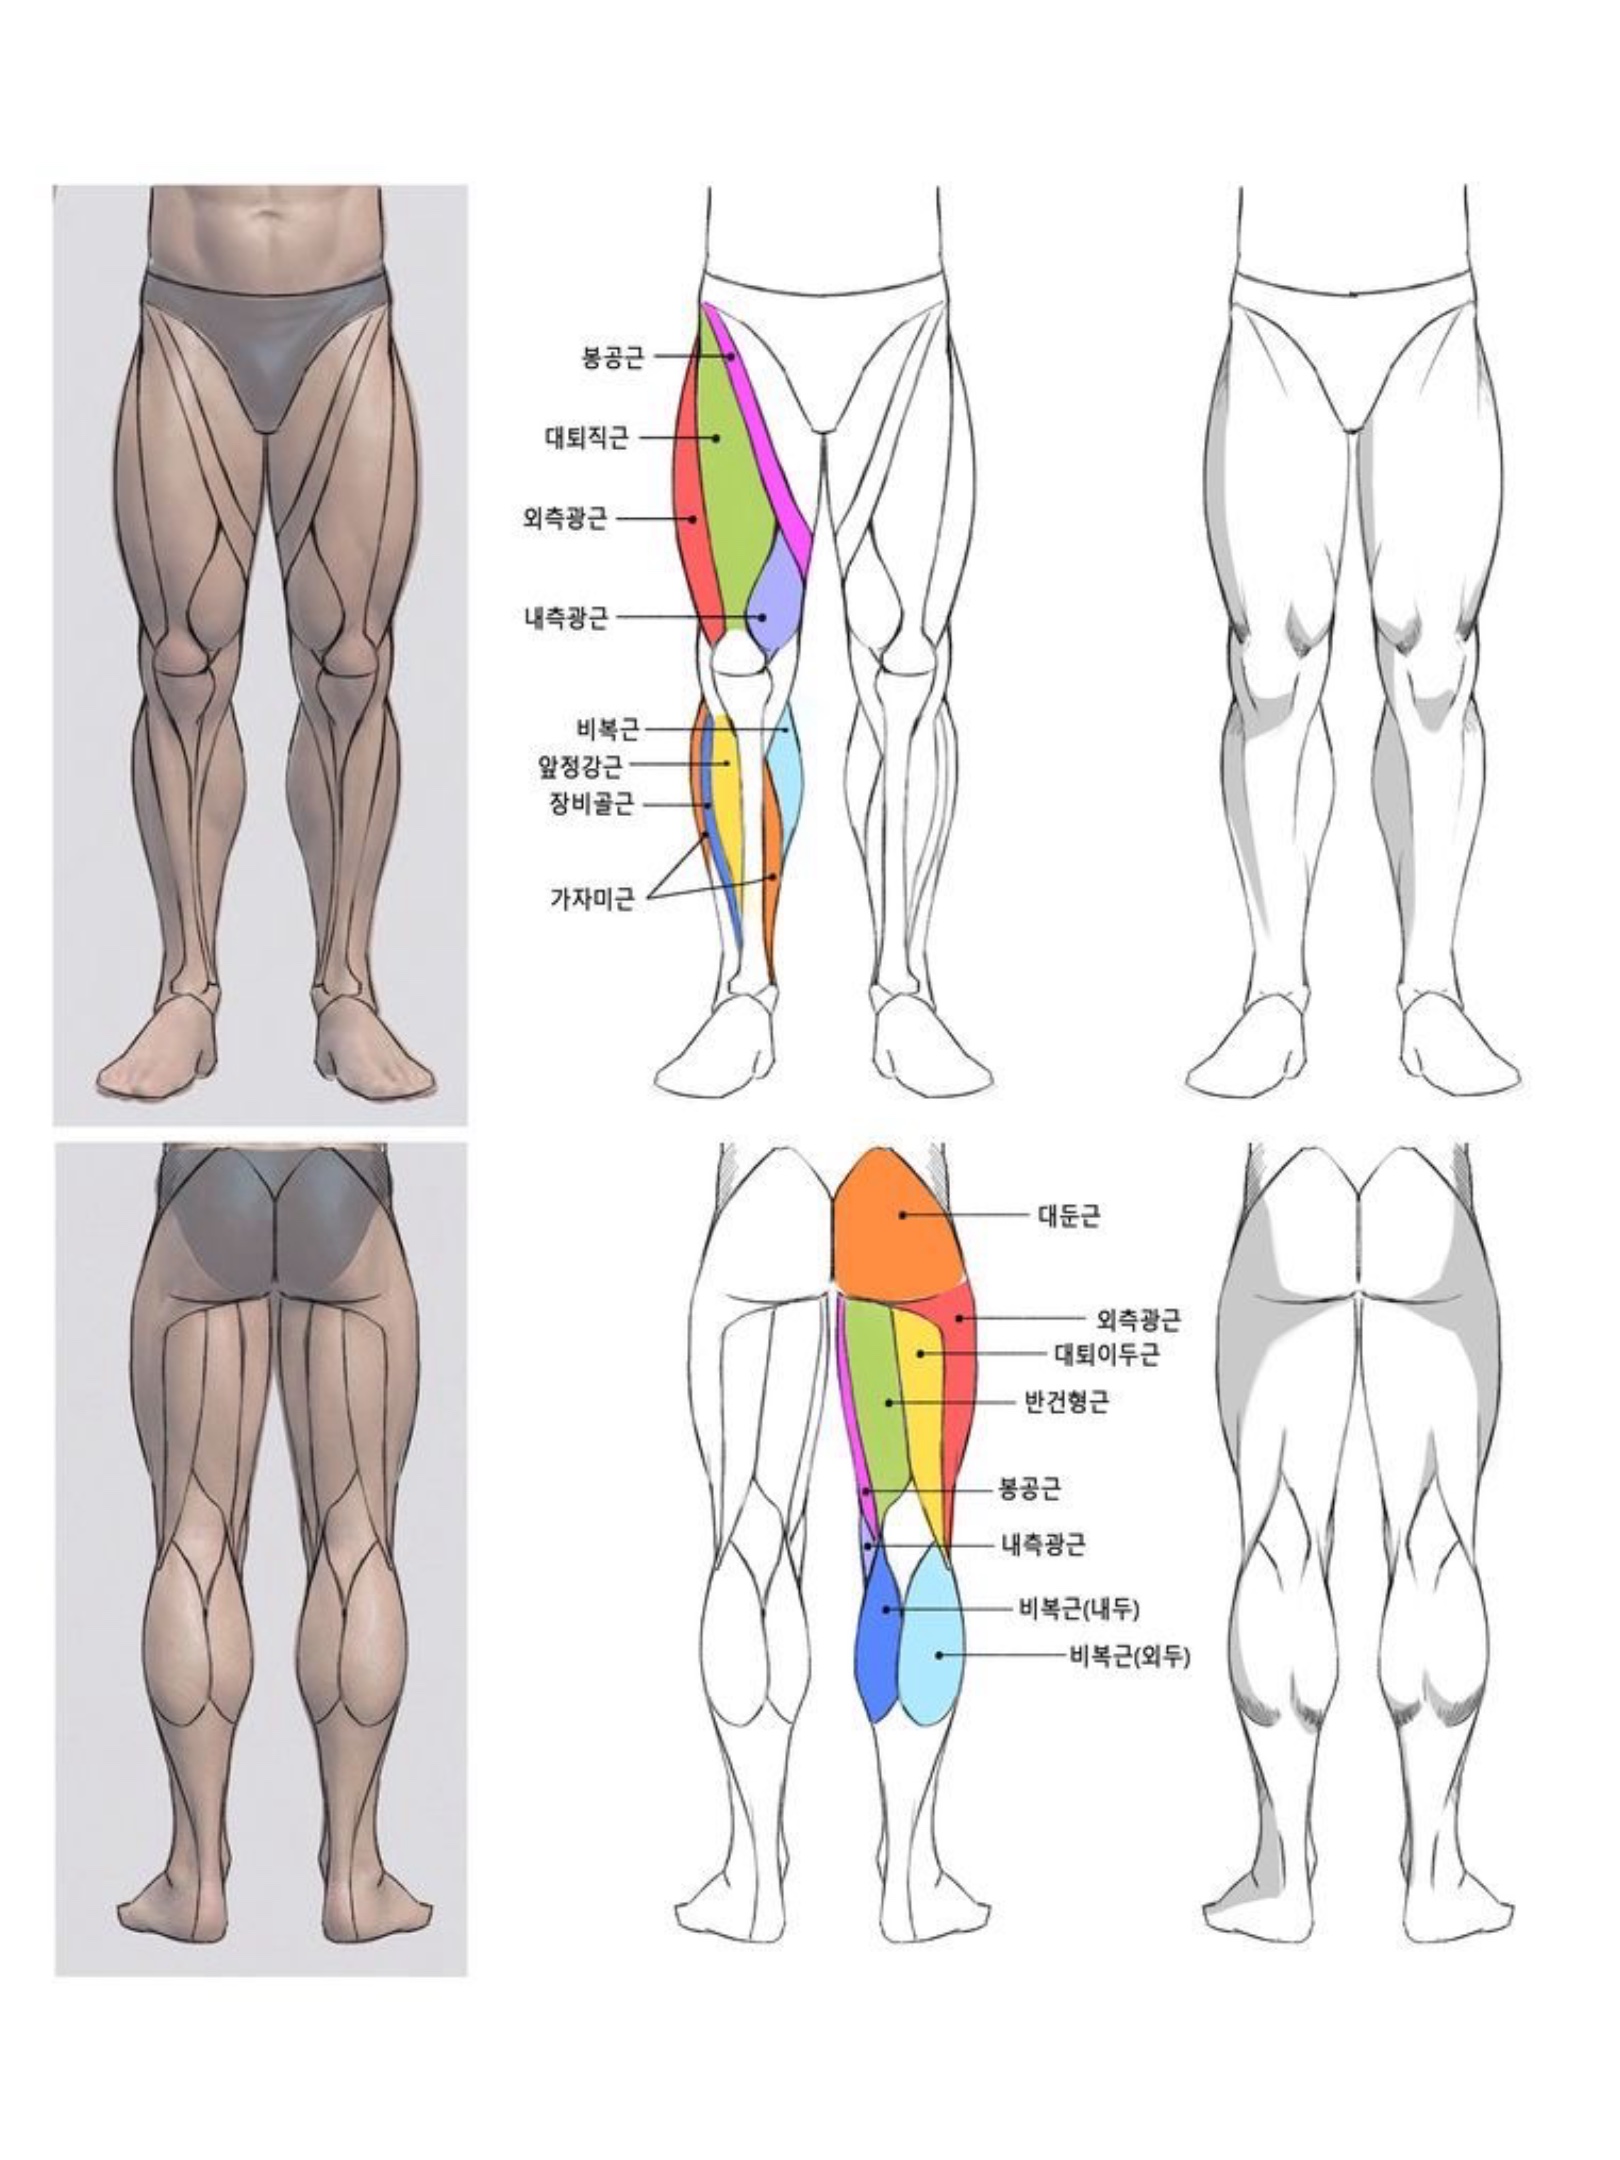 봉공근
대퇴직근
외측광근
내측광근
비복근
앞정강근
장비골근
가자미근
대둔근
외측광근
대퇴이두근
반건형근
봉공근
내측광근
비복근(내두)
비복근(외두)